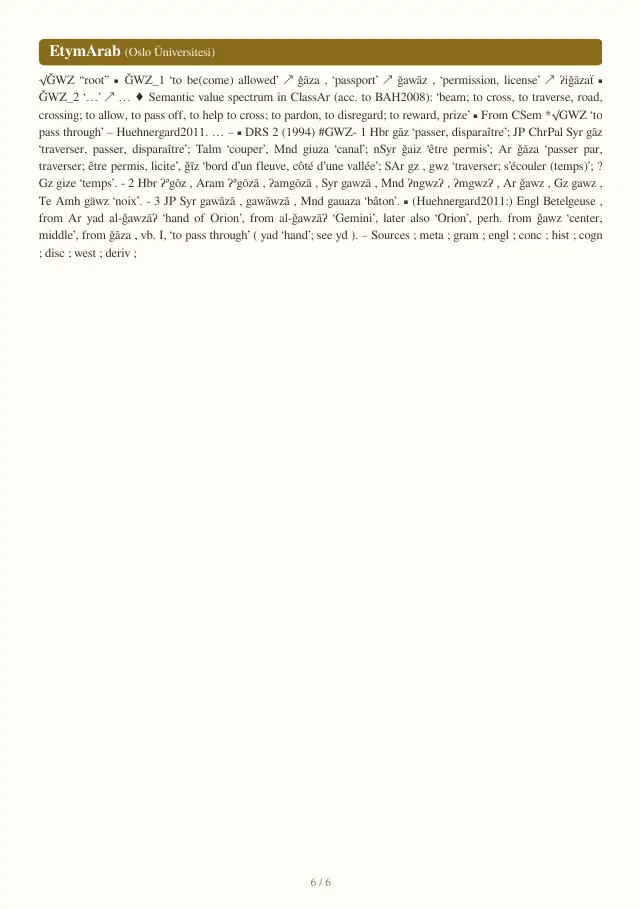 EtymArab (Oslo Üniversitesi)
√ǦWZ “root” ▪ ǦWZ_1 ‘to be(come) allowed’ ↗ ǧāza , ‘passport’ ↗ ǧawāz , ‘permission, license’ ↗ ʔiǧāzaẗ ▪
ǦWZ_2 ‘…’ ↗ … ♦ Semantic value spectrum in ClassAr (acc. to BAH2008): ‘beam; to cross, to traverse, road,
crossing; to allow, to pass off, to help to cross; to pardon, to disregard; to reward, prize’ ▪ From CSem *√GWZ ‘to
pass through’ – Huehnergard2011. … – ▪ DRS 2 (1994) #GWZ- 1 Hbr gāz ‘passer, disparaître’; JP ChrPal Syr gāz
‘traverser, passer, disparaître’; Talm ‘couper’, Mnd giuza ‘canal’; nSyr ǧaiz ‘être permis’; Ar ǧāza ‘passer par,
traverser; être permis, licite’, ǧīz ‘bord d’un fleuve, côté d’une vallée’; SAr gz , gwz ‘traverser; s’écouler (temps)’; ?
Gz gize ‘temps’. - 2 Hbr ʔᵉgōz , Aram ʔᵉgōzā , ʔamgōzā , Syr gawzā , Mnd ʔngwzʔ , ʔmgwzʔ , Ar ǧawz , Gz gawz ,
Te Amh gäwz ‘noix’. - 3 JP Syr gawāzā , gawāwzā , Mnd gauaza ‘bâton’. ▪ (Huehnergard2011:) Engl Betelgeuse ,
from Ar yad al-ǧawzāʔ ‘hand of Orion’, from al-ǧawzāʔ ‘Gemini’, later also ‘Orion’, perh. from ǧawz ‘center,
middle’, from ǧāza , vb. I, ‘to pass through’ ( yad ‘hand’; see yd ). – Sources ; meta ; gram ; engl ; conc ; hist ; cogn
; disc ; west ; deriv ;
6 / 6